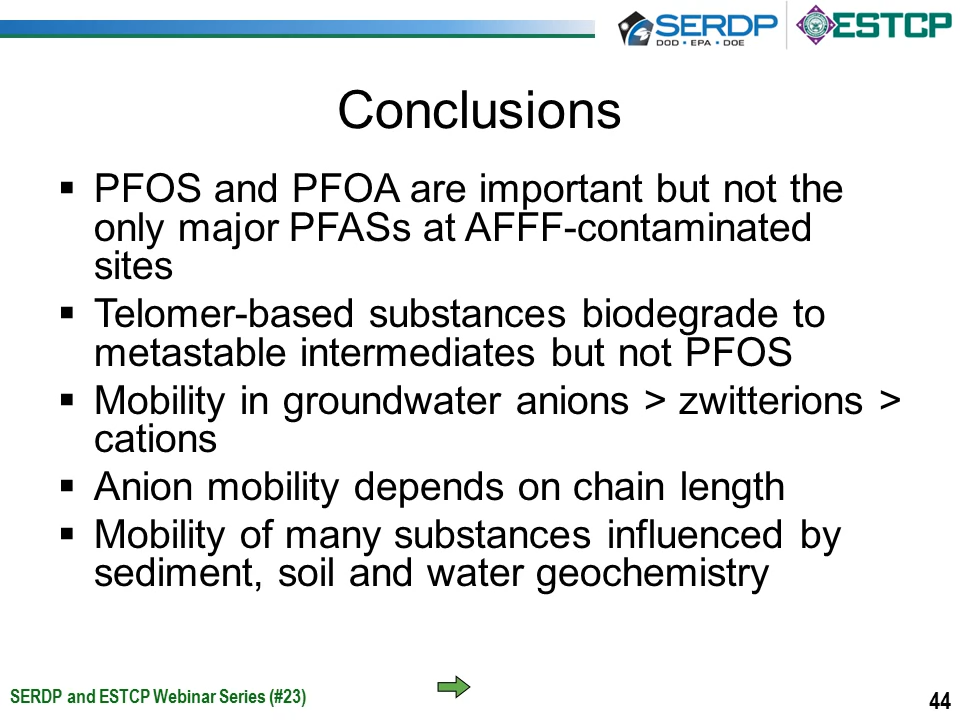 SERDP
DOD • EPA • DOE
ESTCP
Conclusions
▪ PFOS and PFOA are important but not the
only major PFASs at AFFF-contaminated
sites
▪ Telomer-based substances biodegrade to
metastable intermediates but not PFOS
▪ Mobility in groundwater anions > zwitterions >
cations
▪ Anion mobility depends on chain length
▪ Mobility of many substances influenced by
sediment, soil and water geochemistry
SERDP and ESTCP Webinar Series (#23)
44